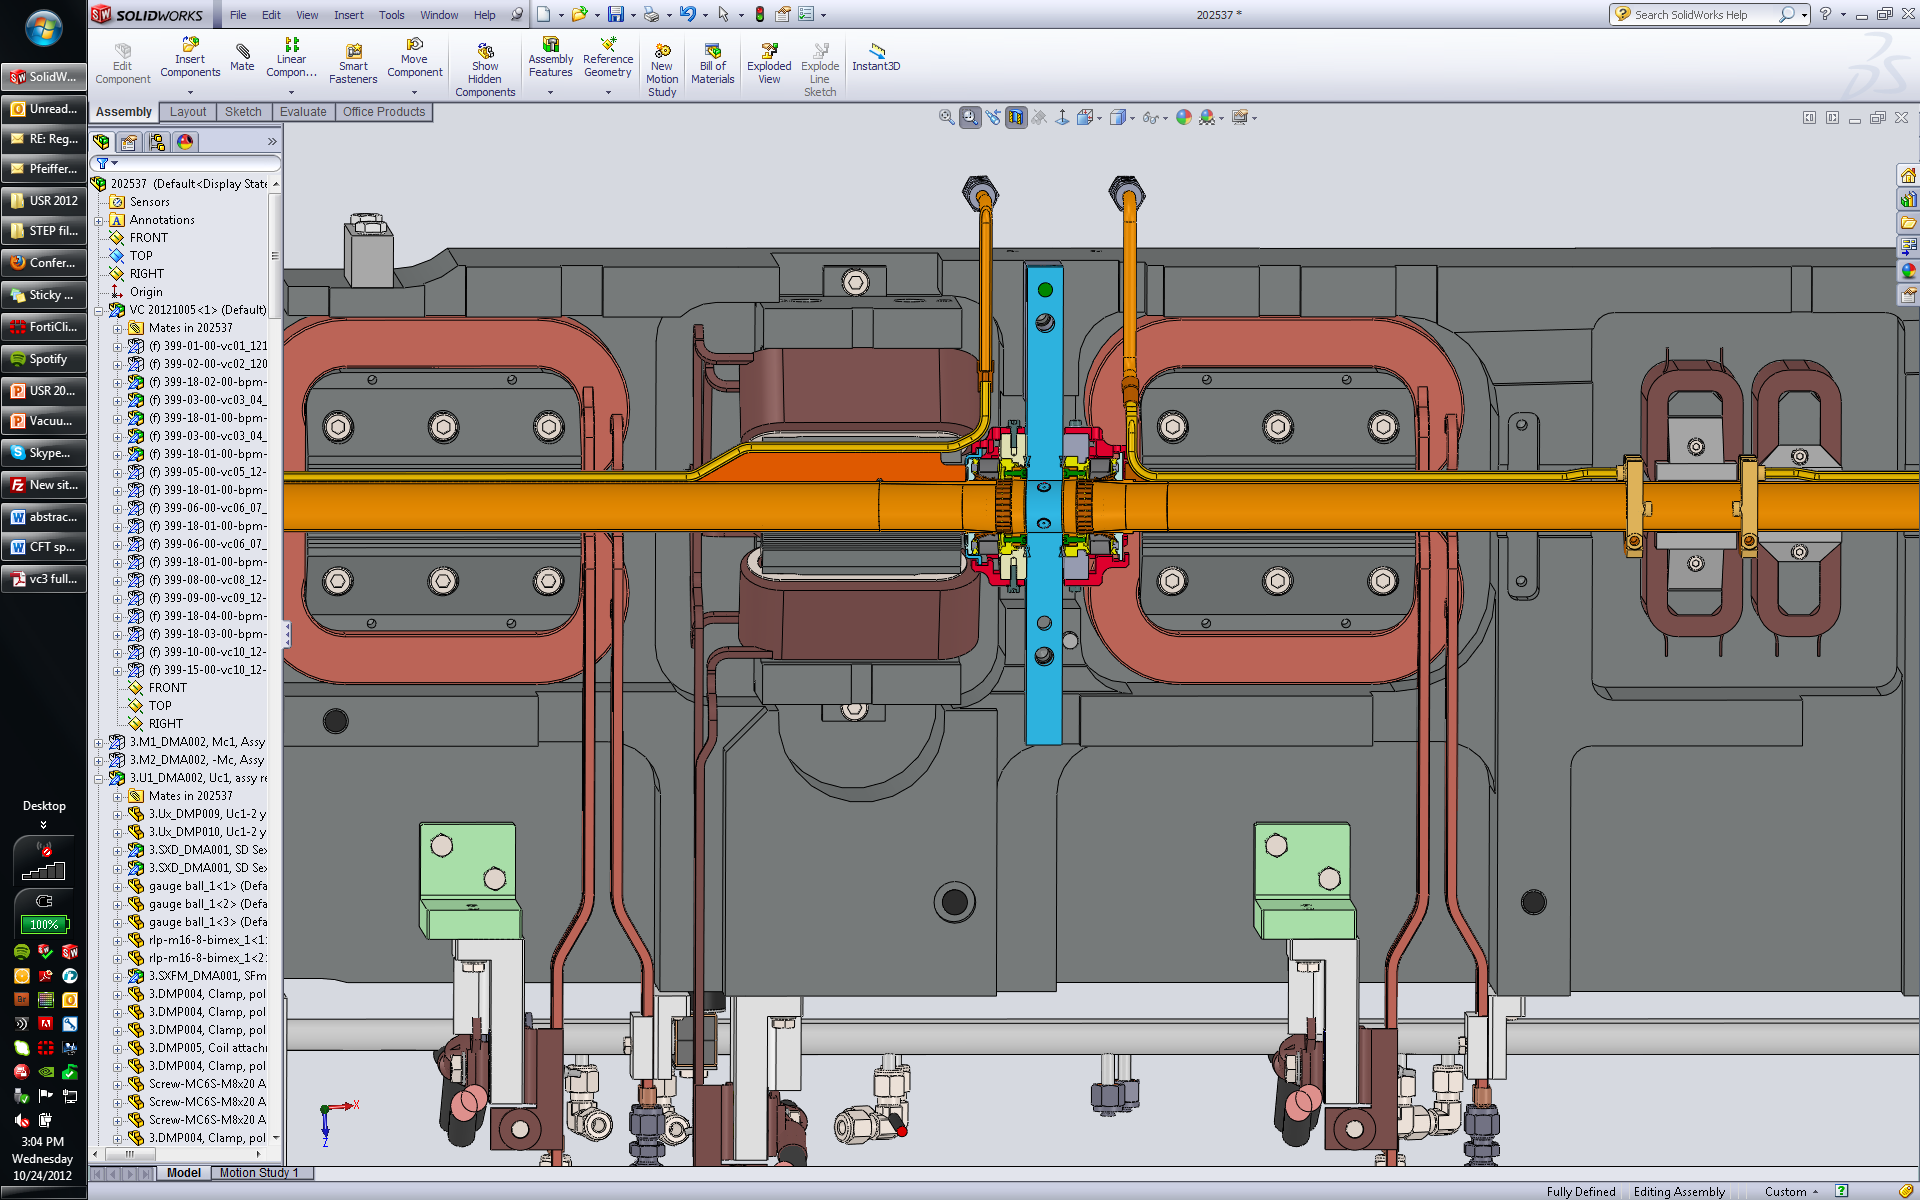 SOLIDWORKS File Edit View Insert Tools Window Help 202537 * Search SolidWorks Help
Edit Component
Insert Components
Mate
Linear Compon...
Smart Fasteners
Move Component
Show Hidden Components
Assembly Features
Reference Geometry
New Motion Study
Bill of Materials
Exploded View
Explode Line Sketch
Instant3D
Assembly Layout Sketch Evaluate Office Products
SolidW...
Unread...
RE: Reg...
Pfeiffer...
USR 2012
STEP fil...
Confer...
Sticky ...
FortiCli...
Spotify
USR 20...
Vacuu...
Skype...
New sit...
abstrac...
CFT sp...
vc3 full...
Desktop
100%
3:04 PM
Wednesday
10/24/2012
202537 (Default<Display State
Sensors
Annotations
FRONT
TOP
RIGHT
Origin
VC 20121005<1> (Default)
Mates in 202537
(f) 399-01-00-vc01_121
(f) 399-02-00-vc02_120
(f) 399-18-02-00-bpm-
(f) 399-03-00-vc03_04_
(f) 399-18-01-00-bpm-
(f) 399-03-00-vc03_04_
(f) 399-18-01-00-bpm-
(f) 399-05-00-vc05_12-
(f) 399-18-01-00-bpm-
(f) 399-06-00-vc06_07_
(f) 399-18-01-00-bpm-
(f) 399-06-00-vc06_07_
(f) 399-18-01-00-bpm-
(f) 399-08-00-vc08_12-
(f) 399-09-00-vc09_12-
(f) 399-18-04-00-bpm-
(f) 399-18-03-00-bpm-
(f) 399-10-00-vc10_12-
(f) 399-15-00-vc10_12-
FRONT
TOP
RIGHT
3.M1_DMA002, Mc1, Assy
3.M2_DMA002, -Mc, Assy
3.U1_DMA002, Uc1, assy re
Mates in 202537
3.Ux_DMP009, Uc1-2 y
3.Ux_DMP010, Uc1-2 y
3.SXD_DMA001, SD Se
3.SXD_DMA001, SD Se
gauge ball_1<1> (Defa
gauge ball_1<2> (Defa
gauge ball_1<3> (Defa
rlp-m16-8-bimex_1<1
rlp-m16-8-bimex_1<2
3.SXFM_DMA001, SFm
3.DMP004, Clamp, pol
3.DMP004, Clamp, pol
3.DMP004, Clamp, pol
3.DMP005, Coil attach
3.DMP004, Clamp, pol
Screw-MC6S-M8x20 A
Screw-MC6S-M8x20 A
Screw-MC6S-M8x20 A
3.DMP004, Clamp, pol
X
Z
Model Motion Study 1
Fully Defined Editing Assembly Custom